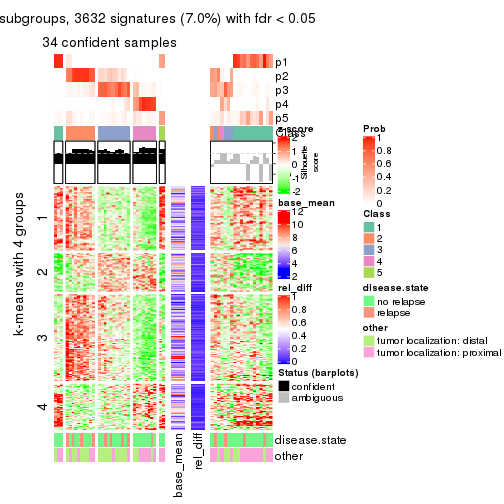 subgroups, 3632 signatures (7.0%) with fdr < 0.05
34 confident samples
p1
p2
p3
p4
p5
Class
Silhouette score
k-means with 4 groups
1
2
3
4
base_mean
rel_diff
disease.state
other
z-score
2
1
0
-1
-2
base_mean
12
10
8
6
4
2
rel_diff
1
0.8
0.6
0.4
0.2
0
Status (barplots)
confident
ambiguous
Prob
1
0.8
0.6
0.4
0.2
0
Class
1
2
3
4
5
disease.state
no relapse
relapse
other
tumor localization: distal
tumor localization: proximal